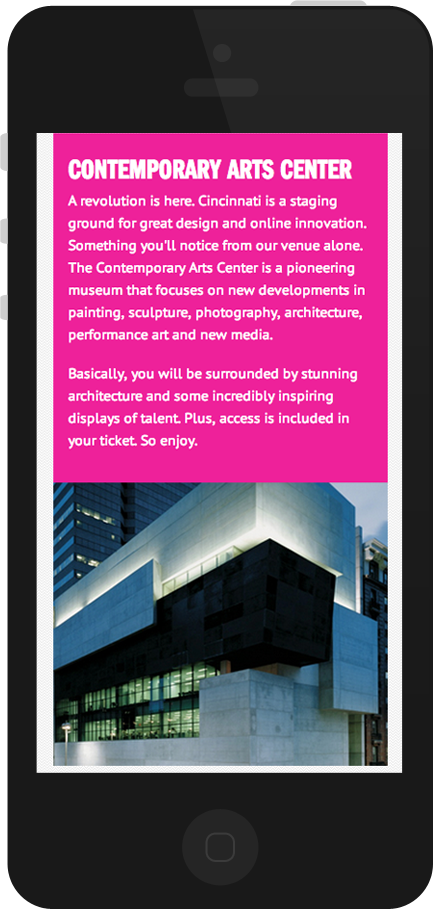 CONTEMPORARY ARTS CENTER
A revolution is here. Cincinnati is a staging
ground for great design and online innovation.
Something you'll notice from our venue alone.
The Contemporary Arts Center is a pioneering
museum that focuses on new developments in
painting, sculpture, photography, architecture,
performance art and new media.
Basically, you will be surrounded by stunning
architecture and some incredibly inspiring
displays of talent. Plus, access is included in
your ticket. So enjoy.